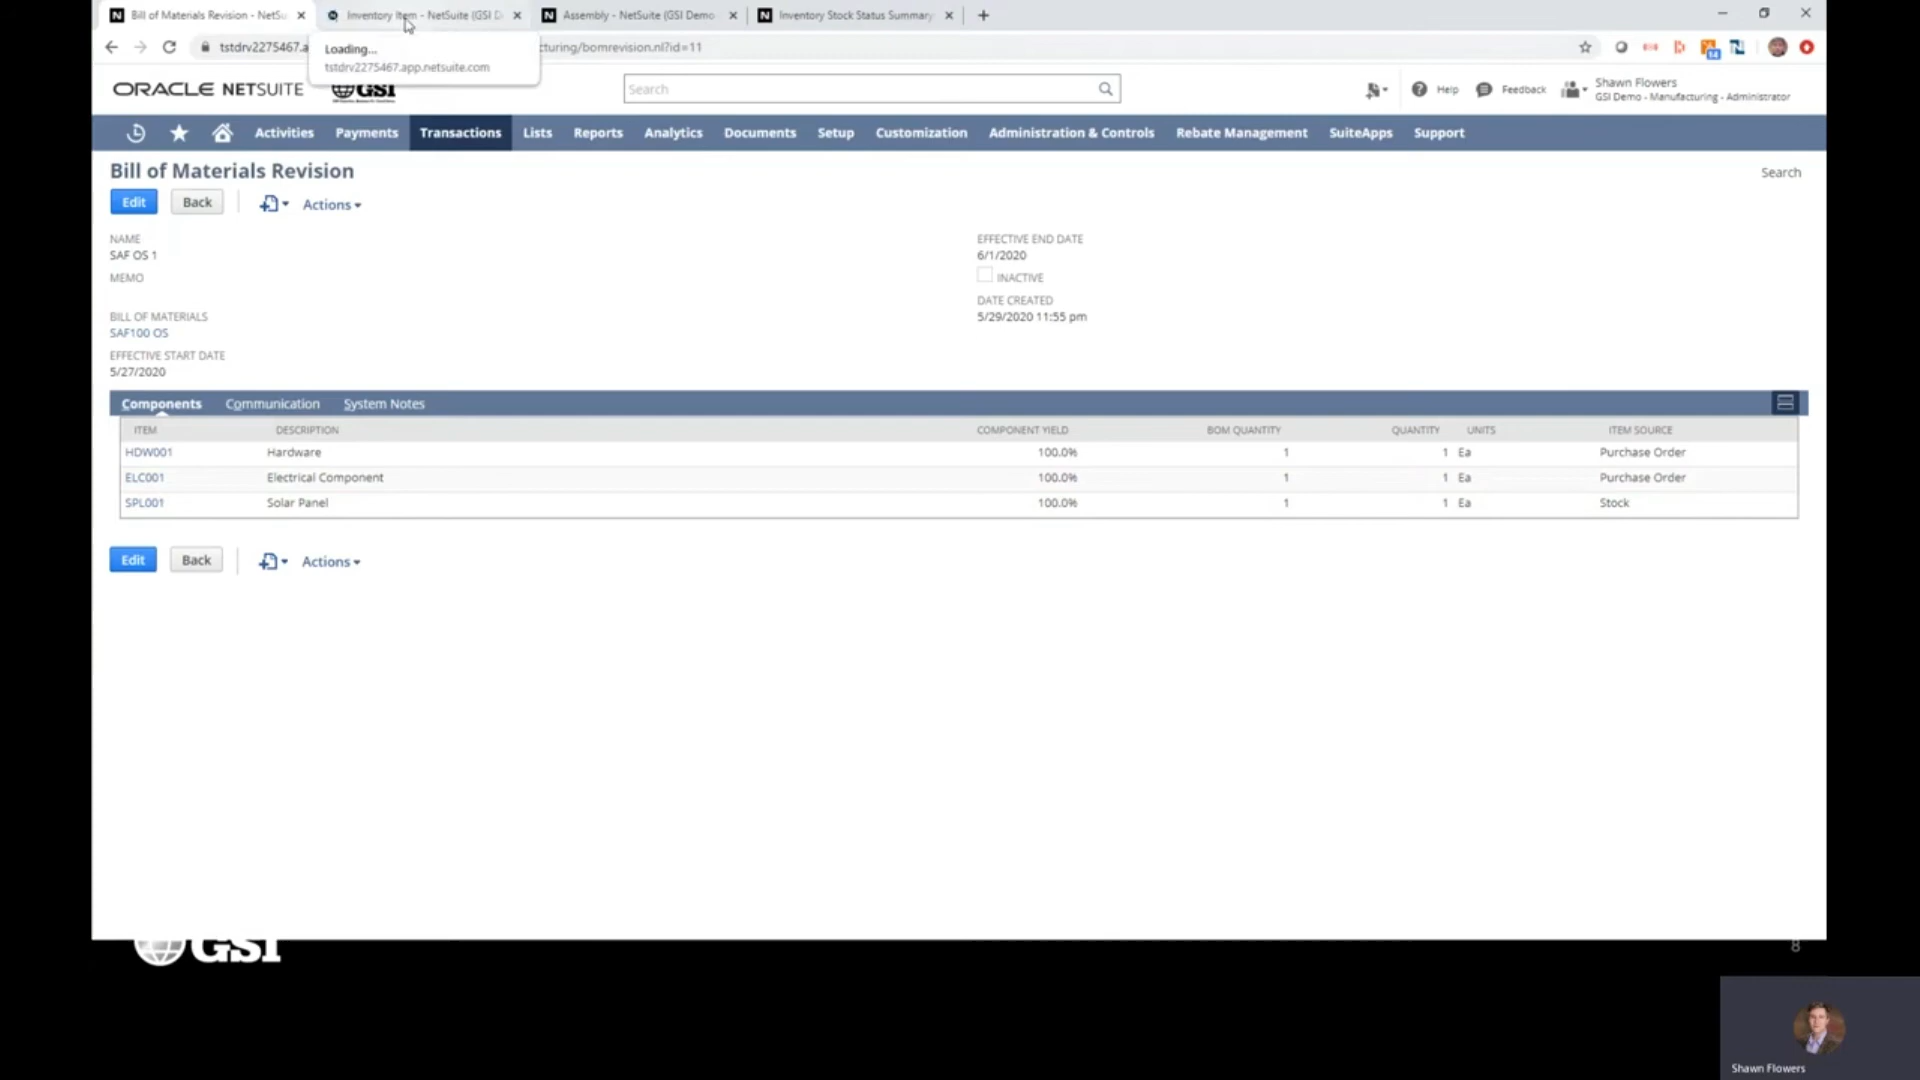 Bill of Materials Revision - NetSu
Inventory Item - NetSuite (GSI D
Assembly - NetSuite (GSI Demo
Inventory Stock Status Summary
tstdrv2275467.a
cturing/bomrevision.nl?id=11
Loading...
tstdrv2275467.app.netsuite.com
14
ORACLE NETSUITE
GSI
Search
Help
Feedback
Shawn Flowers
GSI Demo - Manufacturing - Administrator
Activities Payments Transactions Lists Reports Analytics Documents Setup Customization Administration & Controls Rebate Management SuiteApps Support
Bill of Materials Revision
Search
Edit Back Actions
NAME
SAF OS 1
MEMO
BILL OF MATERIALS
SAF100 OS
EFFECTIVE START DATE
5/27/2020
EFFECTIVE END DATE
6/1/2020
INACTIVE
DATE CREATED
5/29/2020 11:55 pm
Components Communication System Notes
ITEM DESCRIPTION COMPONENT YIELD BOM QUANTITY QUANTITY UNITS ITEM SOURCE
HDW001 Hardware 100.0% 1 1 Ea Purchase Order
ELC001 Electrical Component 100.0% 1 1 Ea Purchase Order
SPL001 Solar Panel 100.0% 1 1 Ea Stock
Edit Back Actions
GSI
8
Shawn Flowers